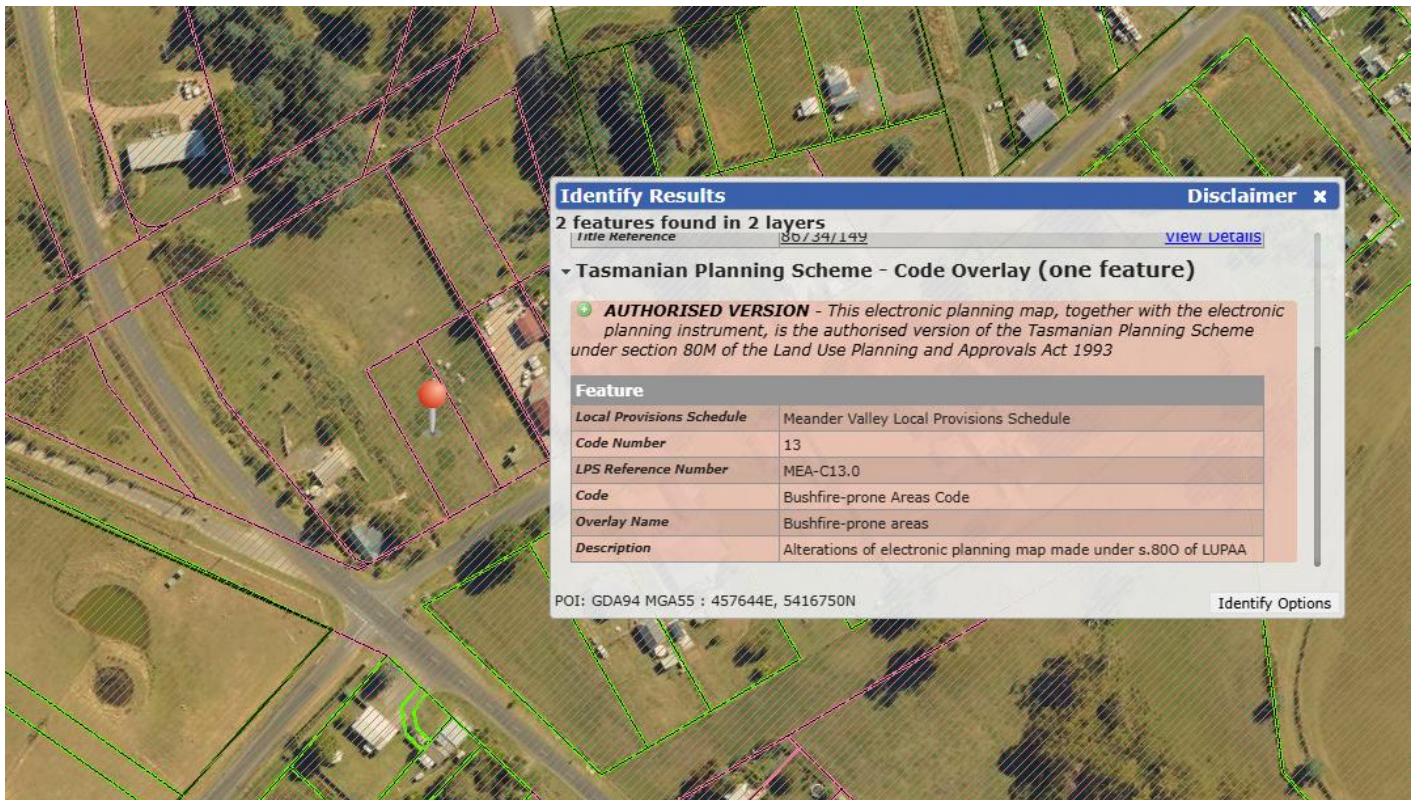 Identify Results Disclaimer x
2 features found in 2 layers
Title Reference 86734/149 View Details
Tasmanian Planning Scheme - Code Overlay (one feature)
AUTHORISED VERSION - This electronic planning map, together with the electronic
planning instrument, is the authorised version of the Tasmanian Planning Scheme
under section 80M of the Land Use Planning and Approvals Act 1993
Feature
Local Provisions Schedule Meander Valley Local Provisions Schedule
Code Number 13
LPS Reference Number MEA-C13.0
Code Bushfire-prone Areas Code
Overlay Name Bushfire-prone areas
Description Alterations of electronic planning map made under s.80O of LUPAA
POI: GDA94 MGA55 : 457644E, 5416750N Identify Options